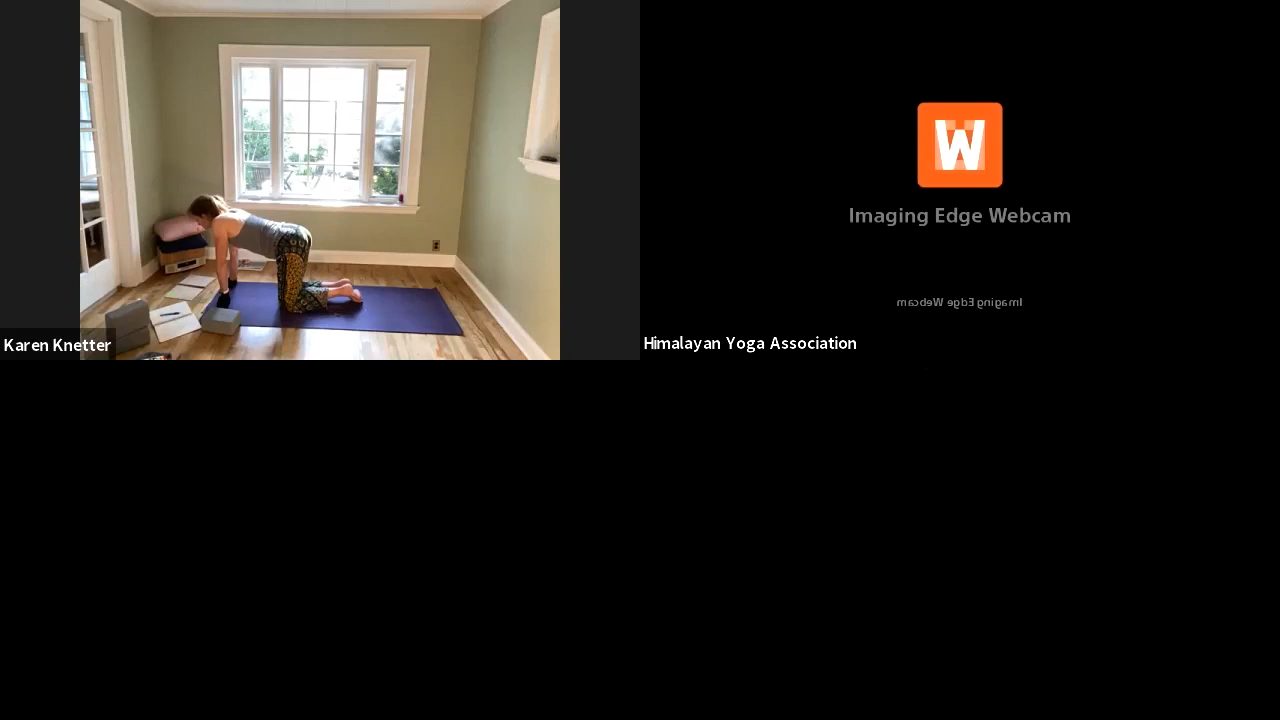 W
Imaging Edge Webcam
Imaging Edge Webcam
Karen Knetter
Himalayan Yoga Association